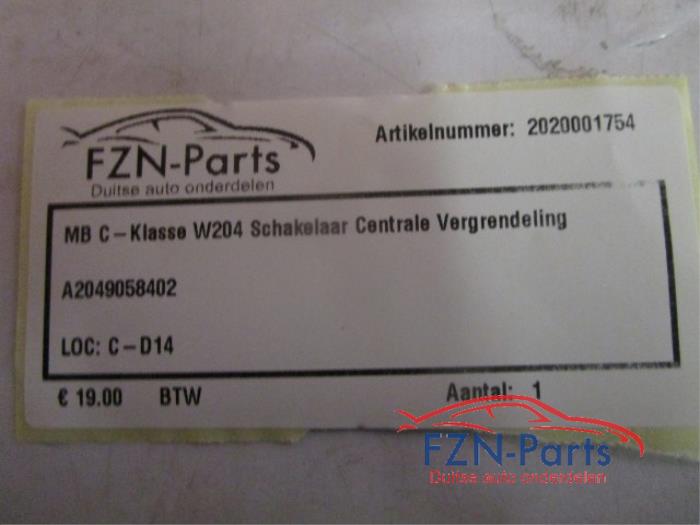 FZN-Parts
Duitse auto onderdelen
Artikelnummer: 2020001754
MB C-Klasse W204 Schakelaar Centrale Vergrendeling
A2049058402
LOC: C-D14
€ 19.00 BTW Aantal: 1
FZN-Parts
Duitse auto onderdelen